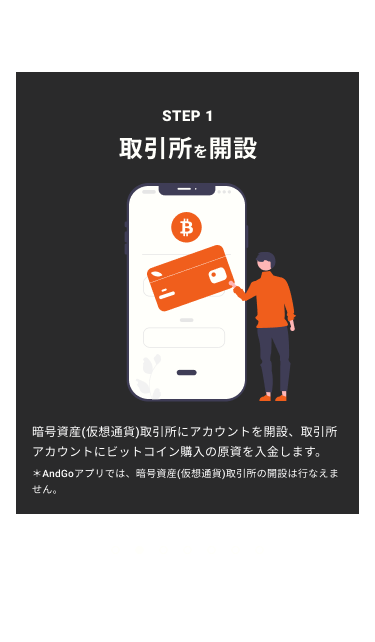 STEP 1
取引所を開設
暗号資産(仮想通貨)取引所にアカウントを開設、取引所
アカウントにビットコイン購入の原資を入金します。
＊AndGoアプリでは、暗号資産(仮想通貨)取引所の開設は行なえま
せん。